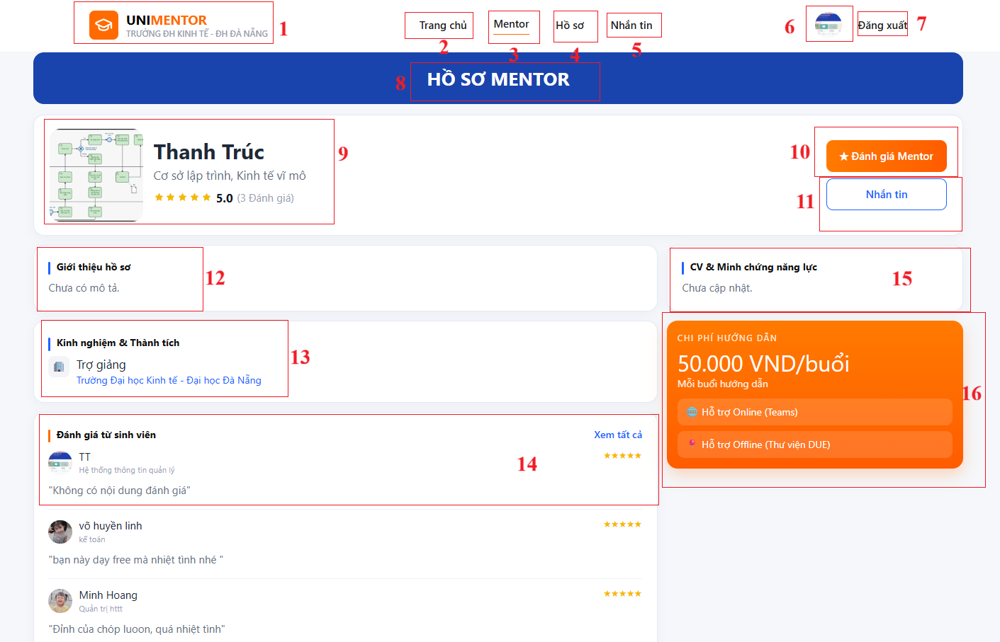 UNIMENTOR
TRƯỜNG ĐH KINH TẾ - ĐH ĐÀ NẴNG
1
Trang chủ
2
Mentor
3
Hồ sơ
4
Nhắn tin
5
6
Đăng xuất
7
8
HỒ SƠ MENTOR
Thanh Trúc
Cơ sở lập trình, Kinh tế vĩ mô
★★★★★ 5.0 (3 Đánh giá)
9
10
★ Đánh giá Mentor
11
Nhắn tin
Giới thiệu hồ sơ
Chưa có mô tả.
12
CV & Minh chứng năng lực
Chưa cập nhật.
15
Kinh nghiệm & Thành tích
Trợ giảng
Trường Đại học Kinh tế - Đại học Đà Nẵng
13
CHI PHÍ HƯỚNG DẪN
50.000 VND/buổi
Mỗi buổi hướng dẫn
Hỗ trợ Online (Teams)
Hỗ trợ Offline (Thư viện DUE)
16
Đánh giá từ sinh viên
Xem tất cả
TT
★★★★★
Hệ thống thông tin quản lý
14
"Không có nội dung đánh giá"
võ huyền linh
★★★★★
kế toán
"bạn này dạy free mà nhiệt tình nhé "
Minh Hoang
★★★★★
Quản trị httt
"Đỉnh của chóp luoon, quá nhiệt tình"